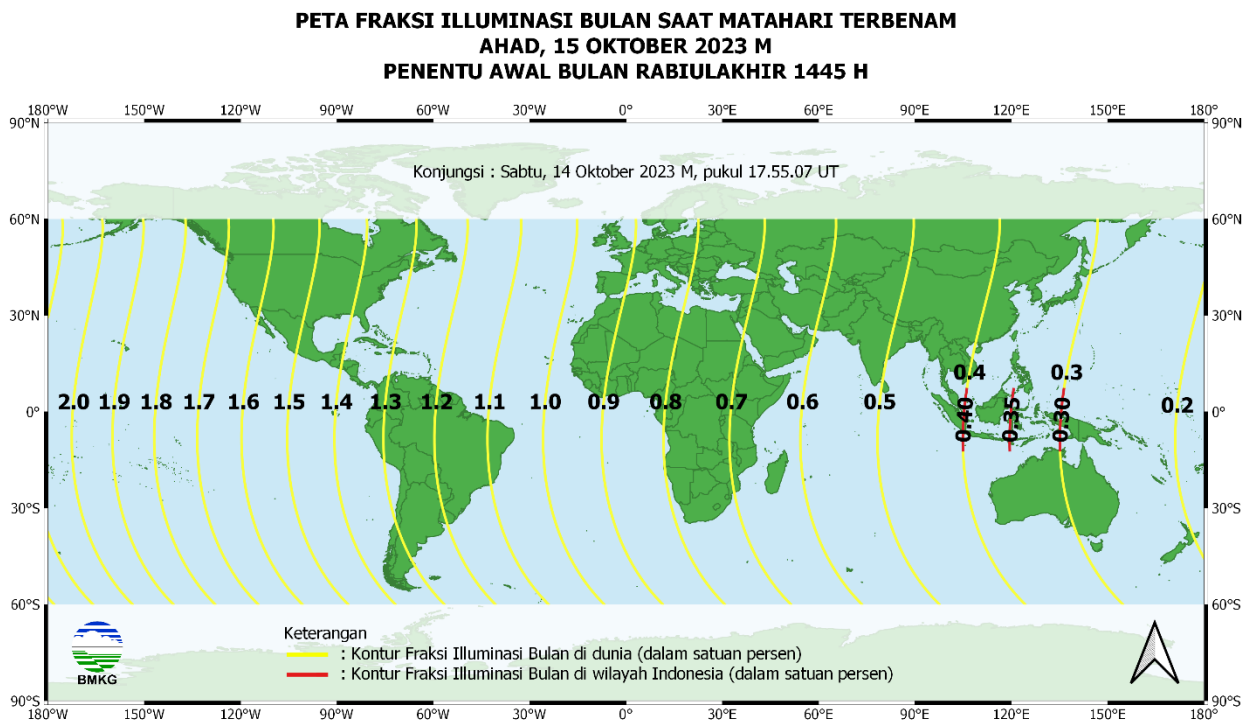 PETA FRAKSI ILLUMINASI BULAN SAAT MATAHARI TERBENAM
AHAD, 15 OKTOBER 2023 M
PENENTU AWAL BULAN RABIULAKHIR 1445 H
180°W 150°W 120°W 90°W 60°W 30°W 0° 30°E 60°E 90°E 120°E 150°E 180°
90°N 90°N
Konjungsi : Sabtu, 14 Oktober 2023 M, pukul 17.55.07 UT
60°N 60°N
30°N 30°N
0.4 0.3
2.0 1.9 1.8 1.7 1.6 1.5 1.4 1.3 1.2 1.1 1.0 0.9 0.8 0.7 0.6 0.5 0.2
0.40 0.35 0.30
0° 0°
30°S 30°S
60°S 60°S
Keterangan
: Kontur Fraksi Illuminasi Bulan di dunia (dalam satuan persen)
: Kontur Fraksi Illuminasi Bulan di wilayah Indonesia (dalam satuan persen)
BMKG
90°S 90°S
180°W 150°W 120°W 90°W 60°W 30°W 0° 30°E 60°E 90°E 120°E 150°E 180°